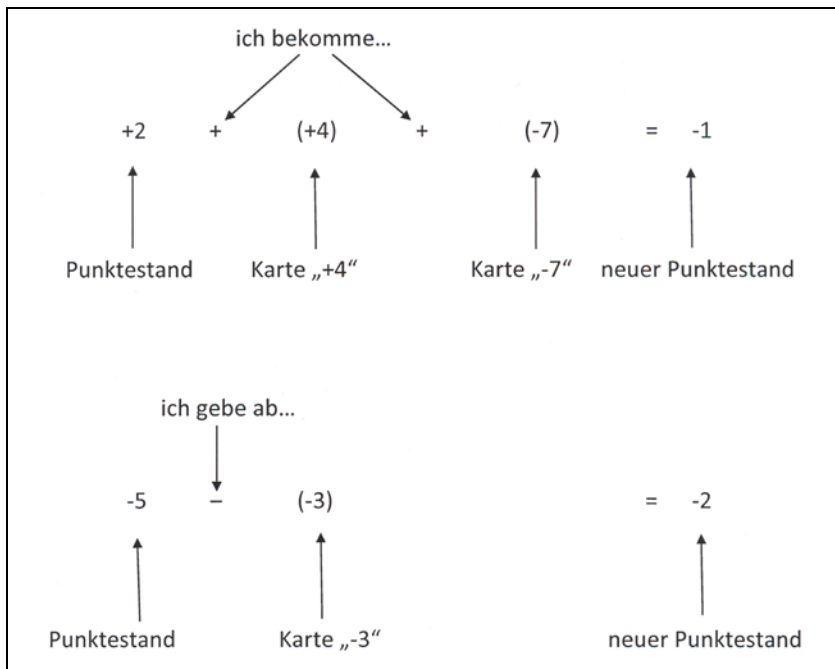 ich bekomme...
+2 + (+4) + (-7) = -1
Punktestand Karte „+4“ Karte „-7“ neuer Punktestand
ich gebe ab...
-5 – (-3) = -2
Punktestand Karte „-3“ neuer Punktestand